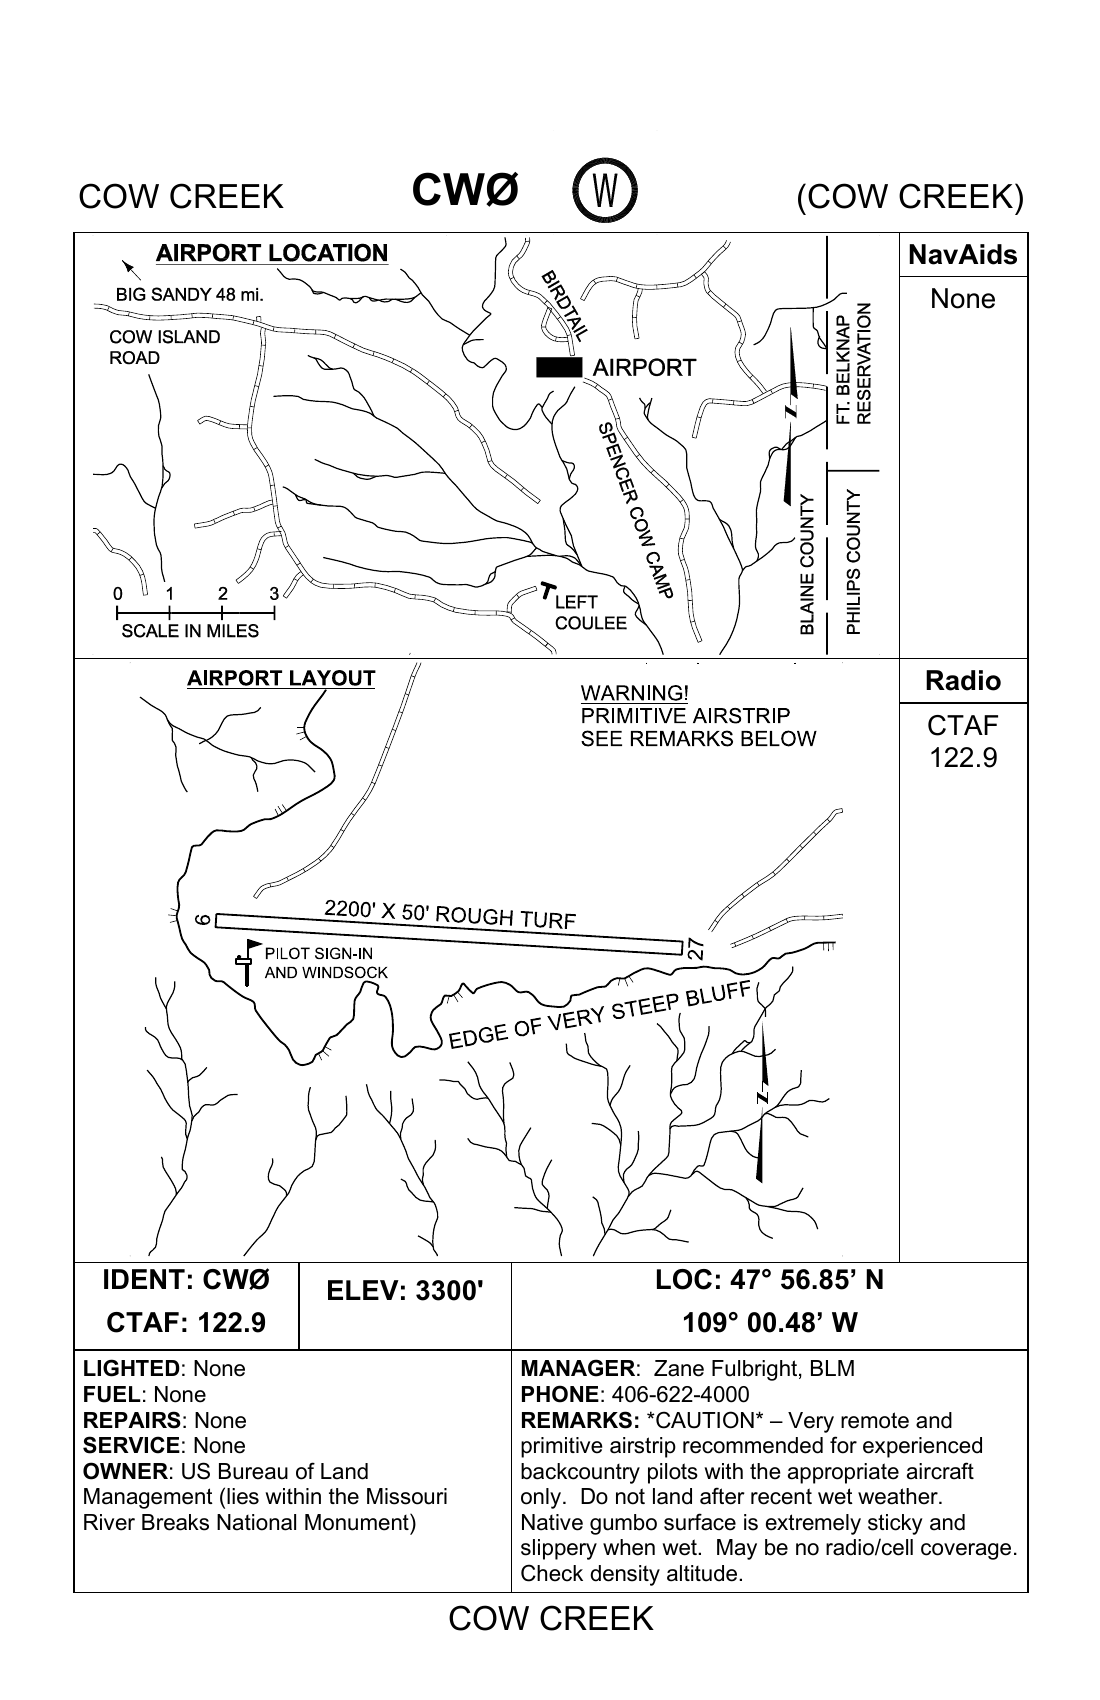 COW CREEK
CWØ
W
(COW CREEK)
AIRPORT LOCATION
BIG SANDY 48 mi.
COW ISLAND
ROAD
BIRDTAIL
AIRPORT
SPENCER COW CAMP
FT. BELKNAP
RESERVATION
N
BLAINE COUNTY
PHILIPS COUNTY
0 1 2 3
SCALE IN MILES
LEFT
COULEE
NavAids
None
AIRPORT LAYOUT
WARNING!
PRIMITIVE AIRSTRIP
SEE REMARKS BELOW
Radio
CTAF
122.9
9
2200' X 50' ROUGH TURF
27
PILOT SIGN-IN
AND WINDSOCK
EDGE OF VERY STEEP BLUFF
N
IDENT: CWØ
CTAF: 122.9
ELEV: 3300'
LOC: 47° 56.85’ N
109° 00.48’ W
LIGHTED: None
FUEL: None
REPAIRS: None
SERVICE: None
OWNER: US Bureau of Land
Management (lies within the Missouri
River Breaks National Monument)
MANAGER: Zane Fulbright, BLM
PHONE: 406-622-4000
REMARKS: *CAUTION* – Very remote and
primitive airstrip recommended for experienced
backcountry pilots with the appropriate aircraft
only. Do not land after recent wet weather.
Native gumbo surface is extremely sticky and
slippery when wet. May be no radio/cell coverage.
Check density altitude.
COW CREEK